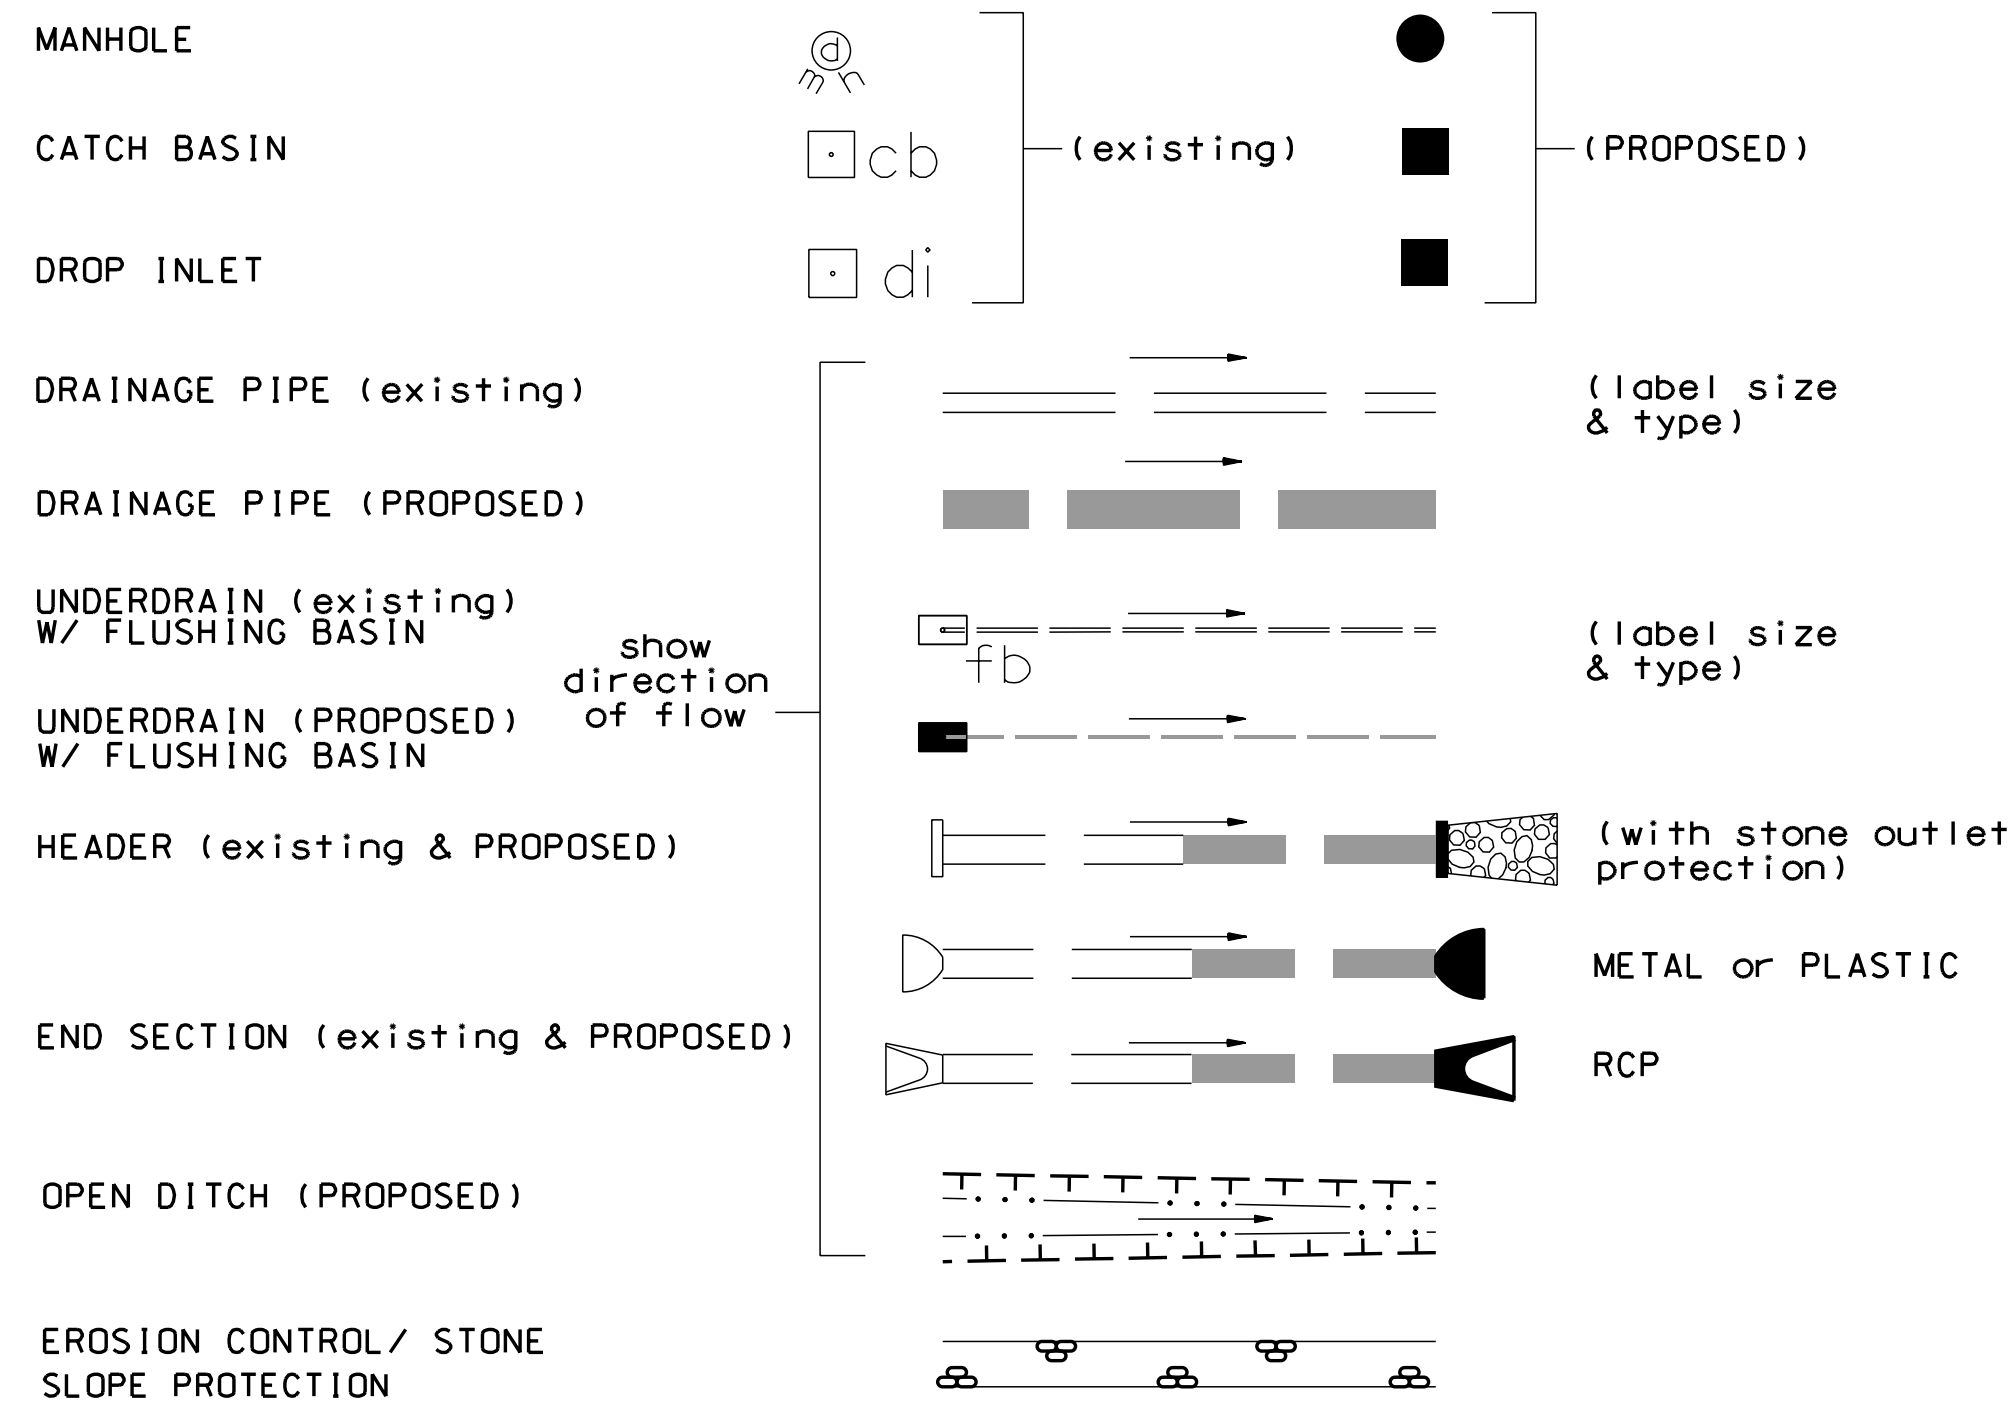 MANHOLE
d
mh
CATCH BASIN
cb
(existing)
(PROPOSED)
DROP INLET
di
DRAINAGE PIPE (existing)
(label size
& type)
DRAINAGE PIPE (PROPOSED)
UNDERDRAIN (existing)
W/ FLUSHING BASIN
fb
(label size
& type)
show
direction
of flow
UNDERDRAIN (PROPOSED)
W/ FLUSHING BASIN
HEADER (existing & PROPOSED)
(with stone outlet
protection)
METAL or PLASTIC
END SECTION (existing & PROPOSED)
RCP
OPEN DITCH (PROPOSED)
EROSION CONTROL/ STONE
SLOPE PROTECTION